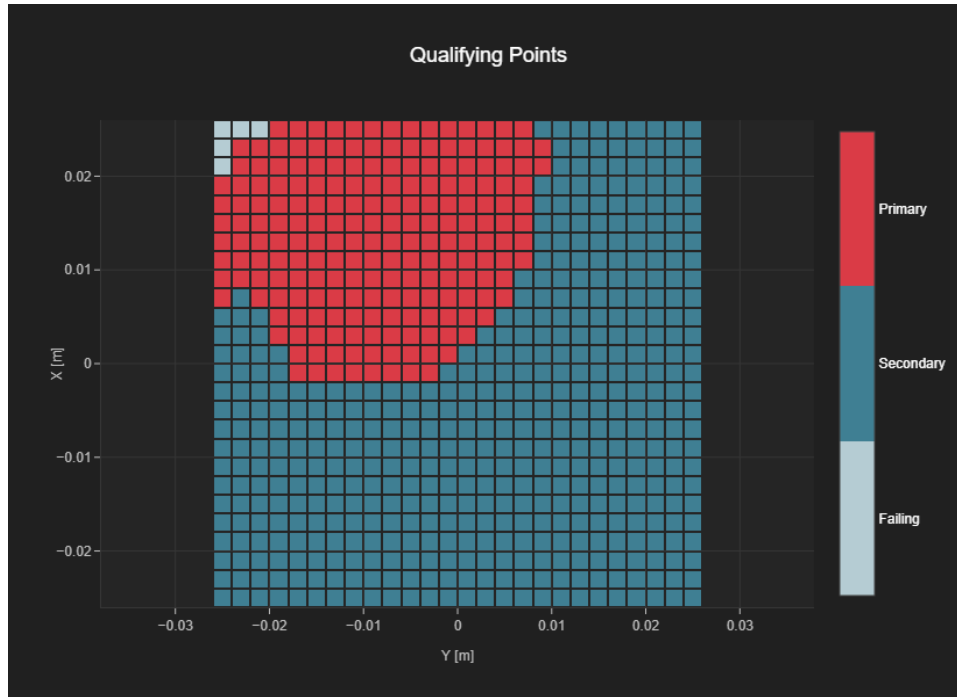 Qualifying Points
X [m]
0.02
0.01
0
−0.01
−0.02
−0.03
−0.02
−0.01
0
0.01
0.02
0.03
Y [m]
Primary
Secondary
Failing